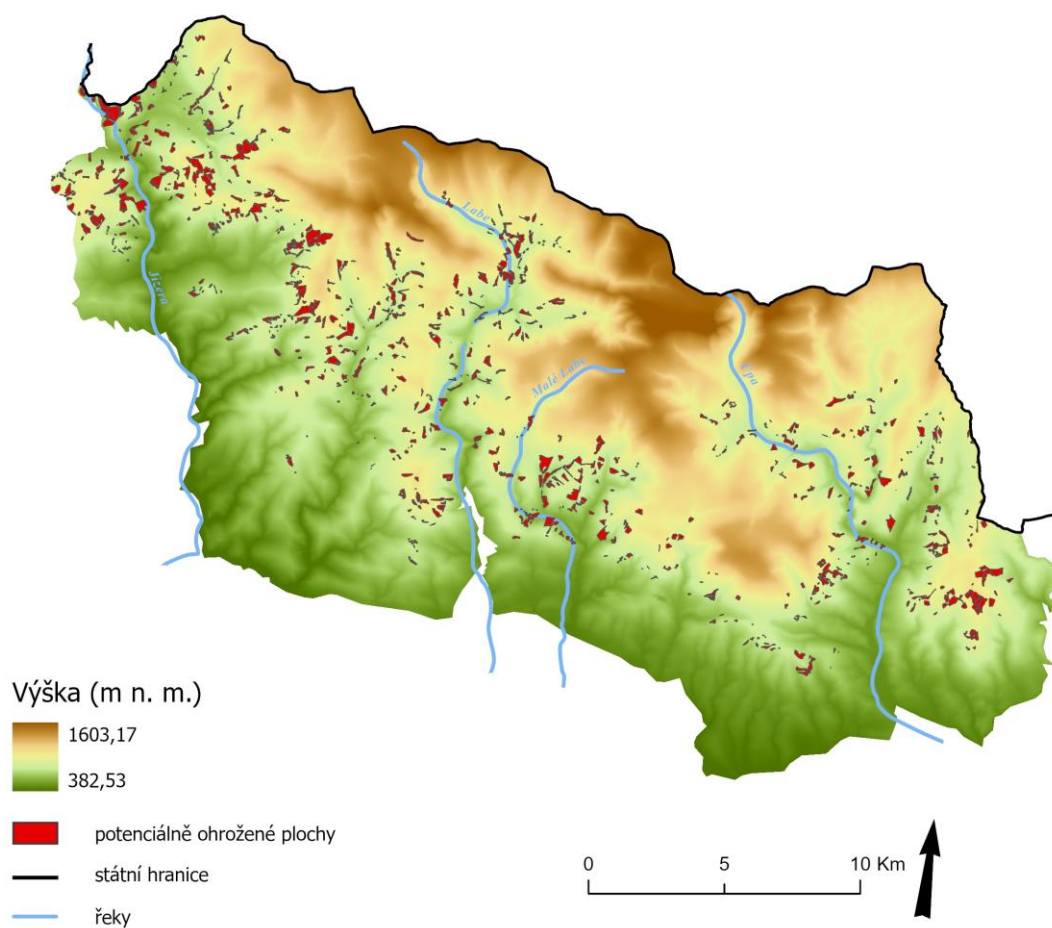 Labe
Jizera
Malé Labe
Úpa
Výška (m n. m.)
1603,17
382,53
potenciálně ohrožené plochy
státní hranice
řeky
0 5 10 Km